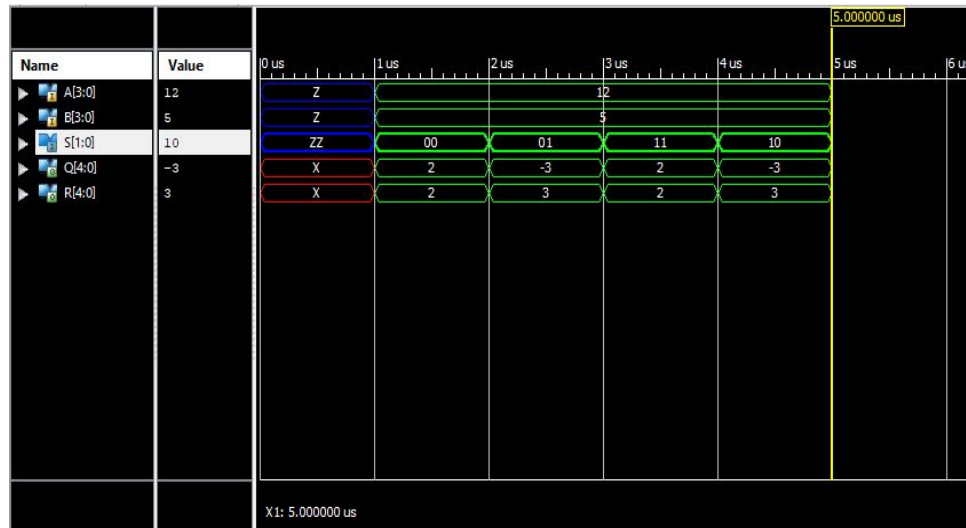 5.000000 us
Name Value 0 us 1 us 2 us 3 us 4 us 5 us 6 u
A[3:0] 12 Z 12
B[3:0] 5 Z 5
S[1:0] 10 ZZ 00 01 11 10
Q[4:0] -3 X 2 -3 2 -3
R[4:0] 3 X 2 3 2 3
X1: 5.000000 us